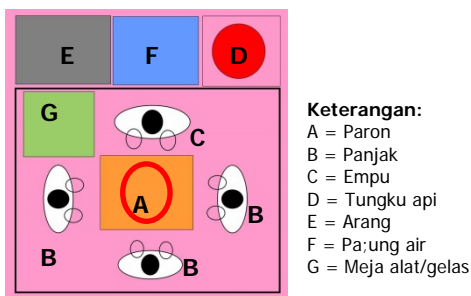 E
F
D
G
C
A
B
B
B
Keterangan:
A = Paron
B = Panjak
C = Empu
D = Tungku api
E = Arang
F = Pa;ung air
G = Meja alat/gelas